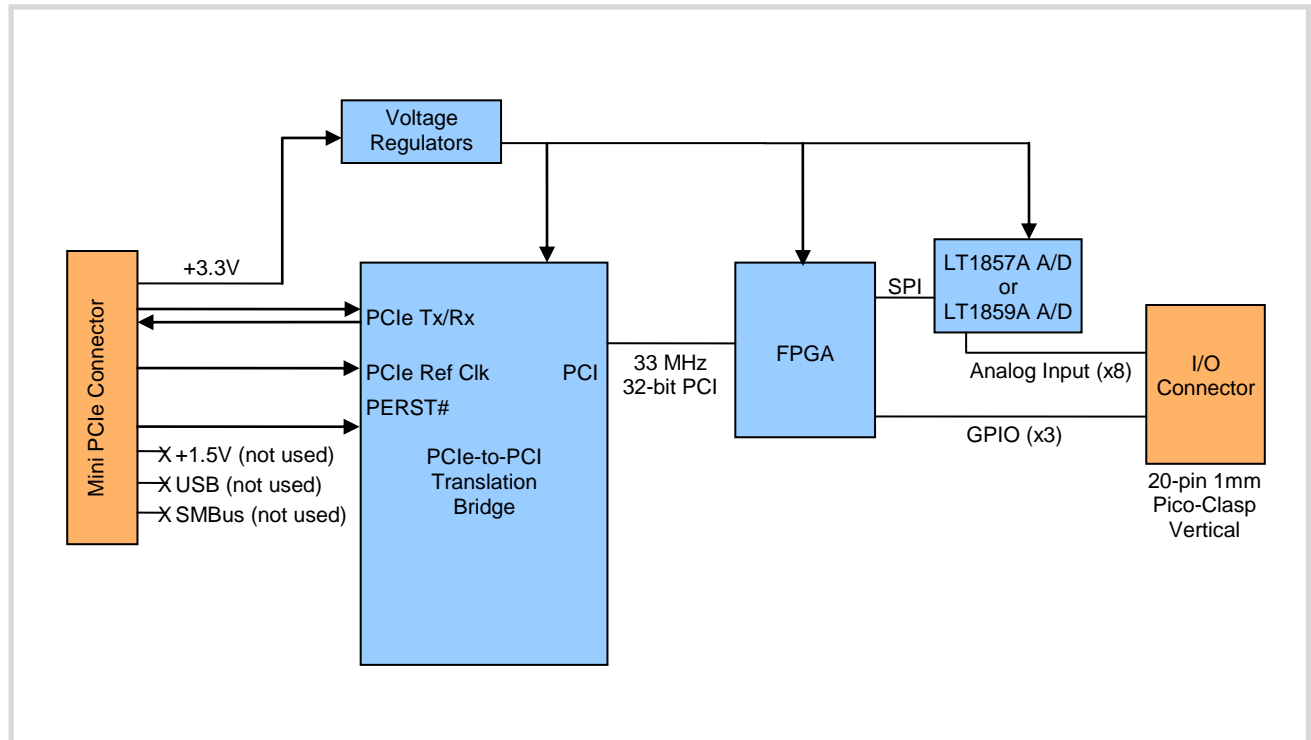 Voltage
Regulators
Mini PCIe Connector
+3.3V
PCIe Tx/Rx
PCIe Ref Clk
PCI
PERST#
PCIe-to-PCI
Translation
Bridge
X +1.5V (not used)
X USB (not used)
X SMBus (not used)
33 MHz
32-bit PCI
FPGA
SPI
LT1857A A/D
or
LT1859A A/D
Analog Input (x8)
GPIO (x3)
I/O
Connector
20-pin 1mm
Pico-Clasp
Vertical